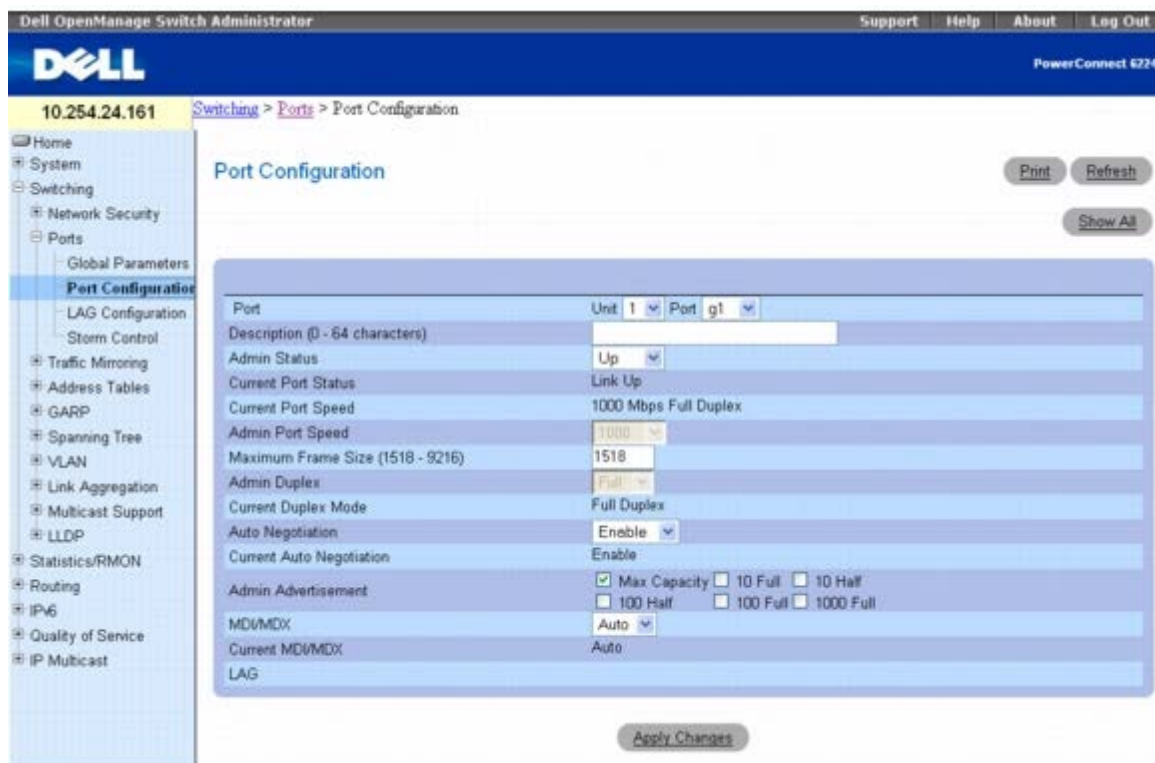 Dell OpenManage Switch Administrator
Support Help About Log Out
DELL
PowerConnect 6224
10.254.24.161
Switching > Ports > Port Configuration
Home
System
Switching
Network Security
Ports
Global Parameters
Port Configuration
LAG Configuration
Storm Control
Traffic Mirroring
Address Tables
GARP
Spanning Tree
VLAN
Link Aggregation
Multicast Support
LLDP
Statistics/RMON
Routing
IPv6
Quality of Service
IP Multicast
Port Configuration
Print Refresh
Show All
Port Unit 1 Port g1
Description (0 - 64 characters)
Admin Status Up
Current Port Status Link Up
Current Port Speed 1000 Mbps Full Duplex
Admin Port Speed 1000
Maximum Frame Size (1518 - 9216) 1518
Admin Duplex Full
Current Duplex Mode Full Duplex
Auto Negotiation Enable
Current Auto Negotiation Enable
Admin Advertisement Max Capacity 10 Full 10 Half
100 Half 100 Full 1000 Full
MDI/MDX Auto
Current MDI/MDX Auto
LAG
Apply Changes